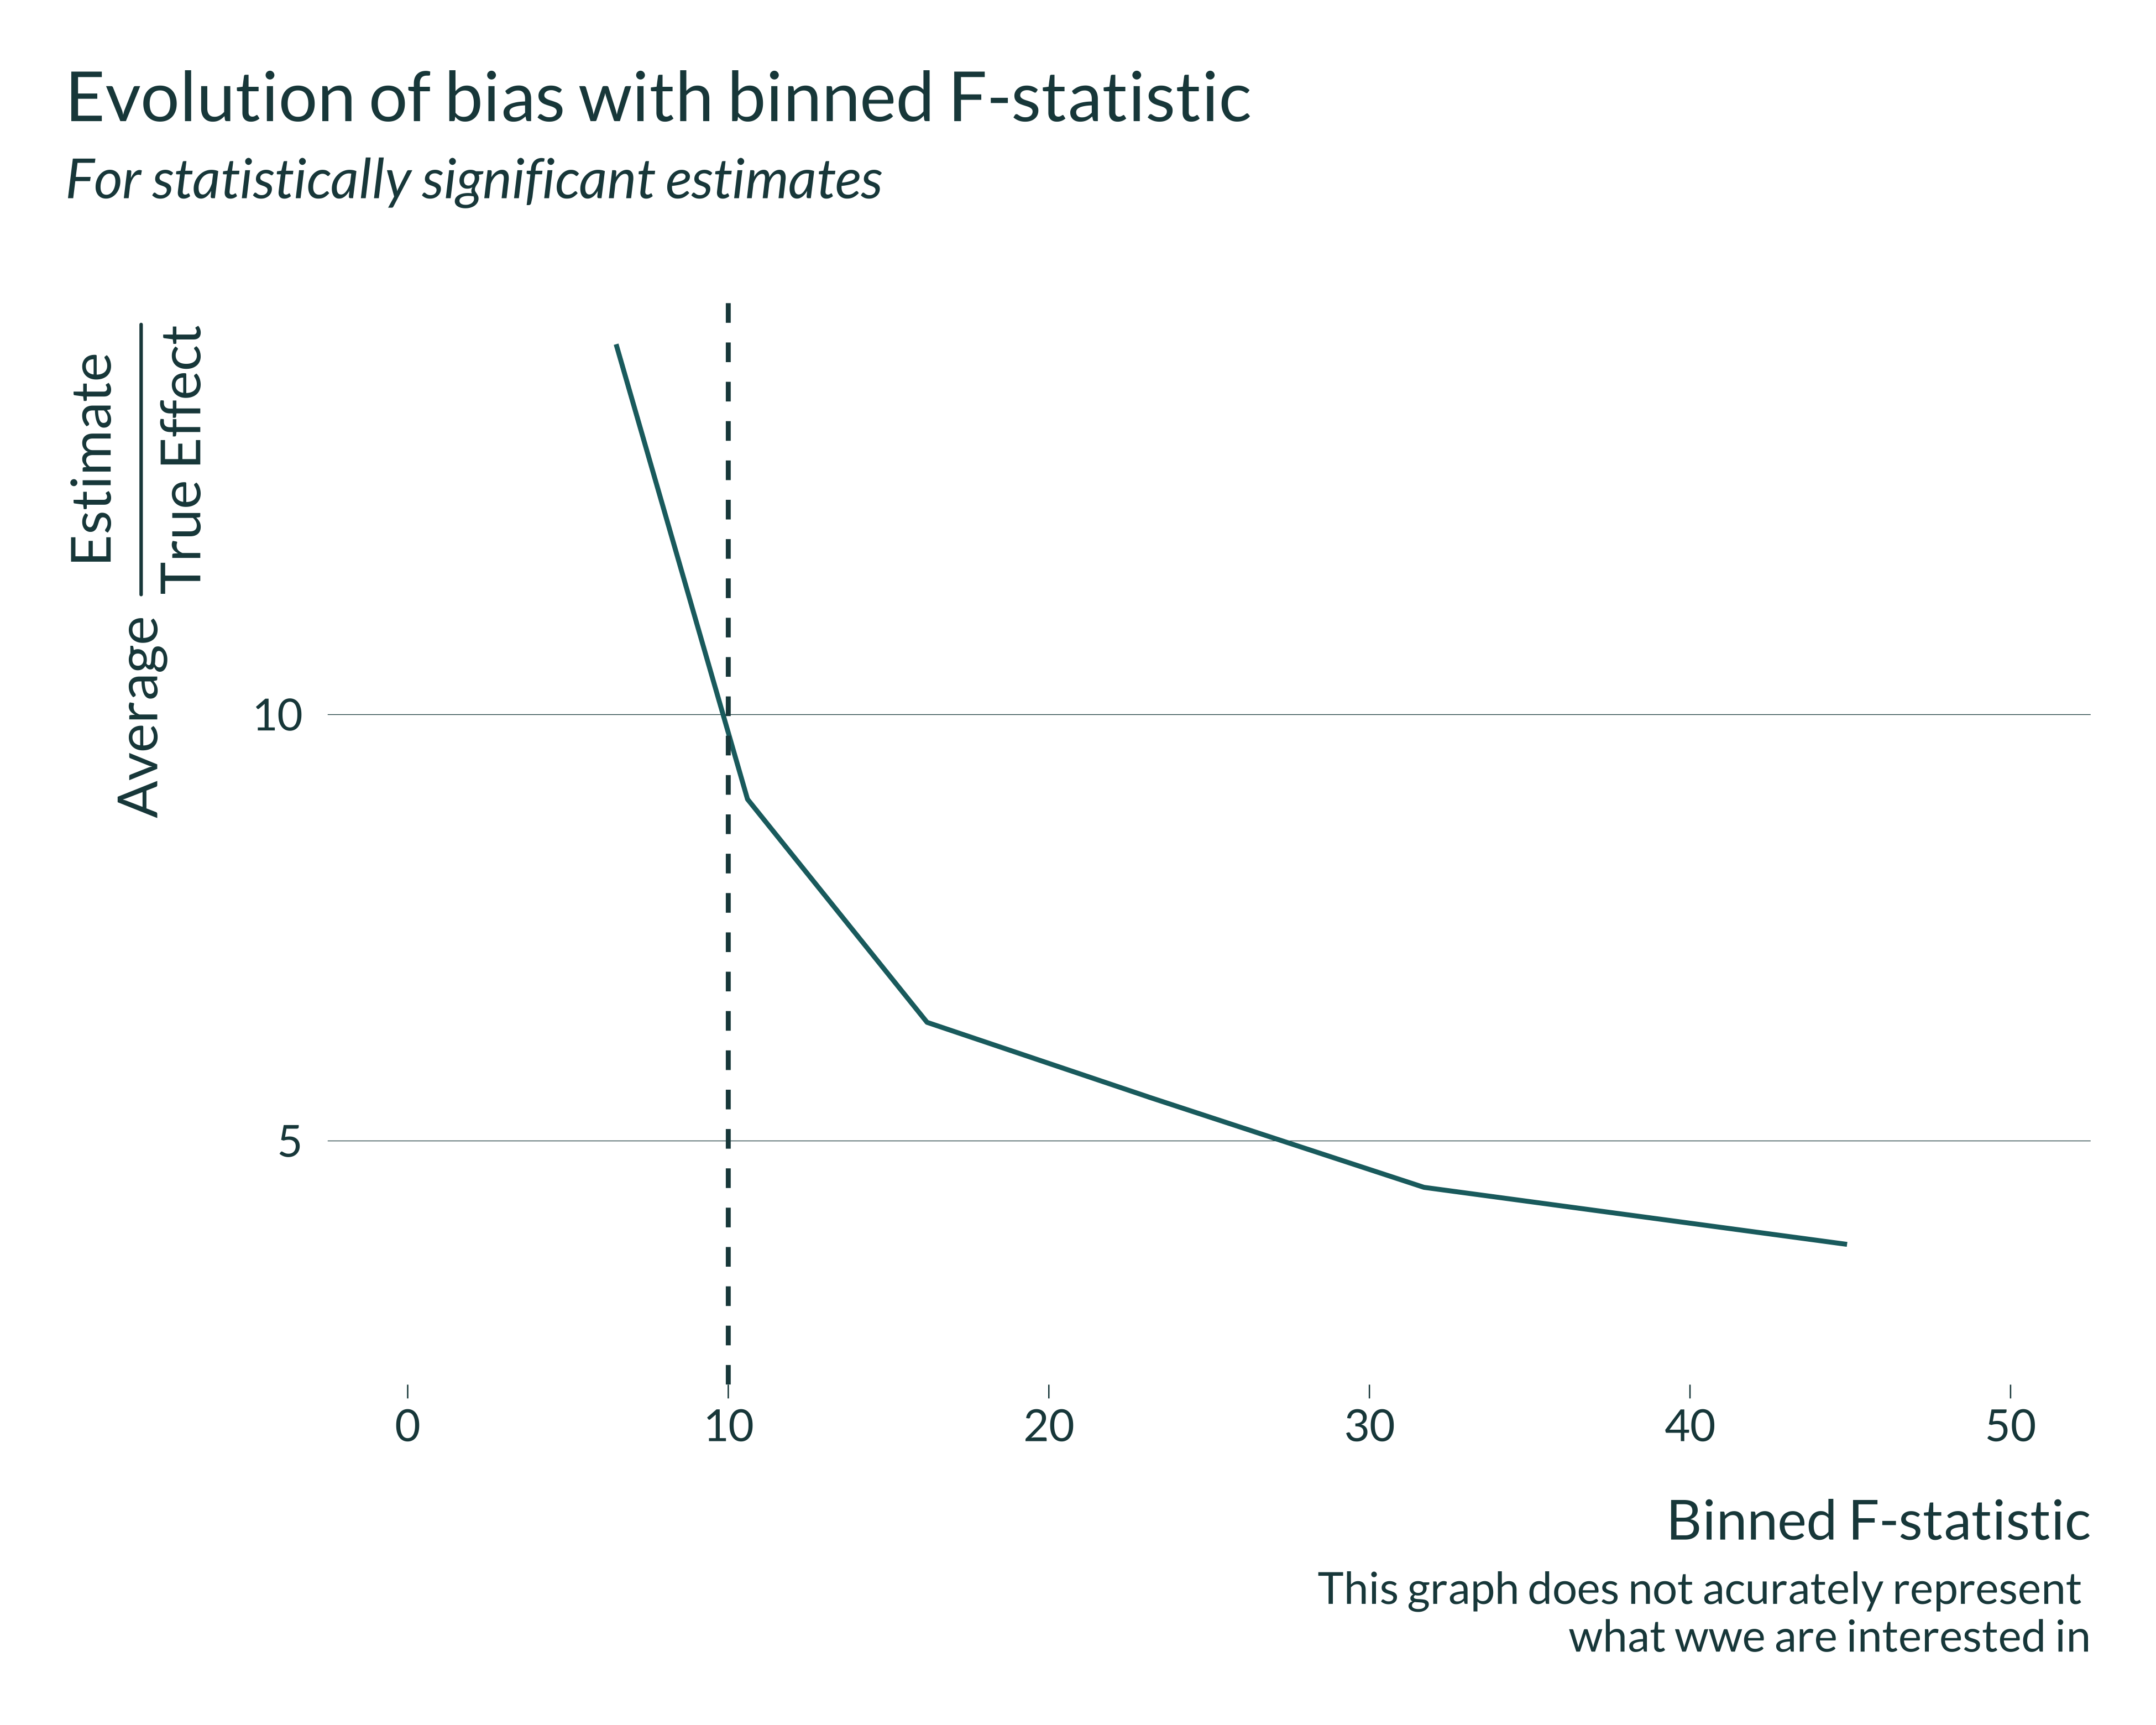 Evolution of bias with binned F-statistic
For statistically significant estimates
Average
Estimate
True Effect
10
5
0 10 20 30 40 50
Binned F-statistic
This graph does not acurately represent
what wwe are interested in